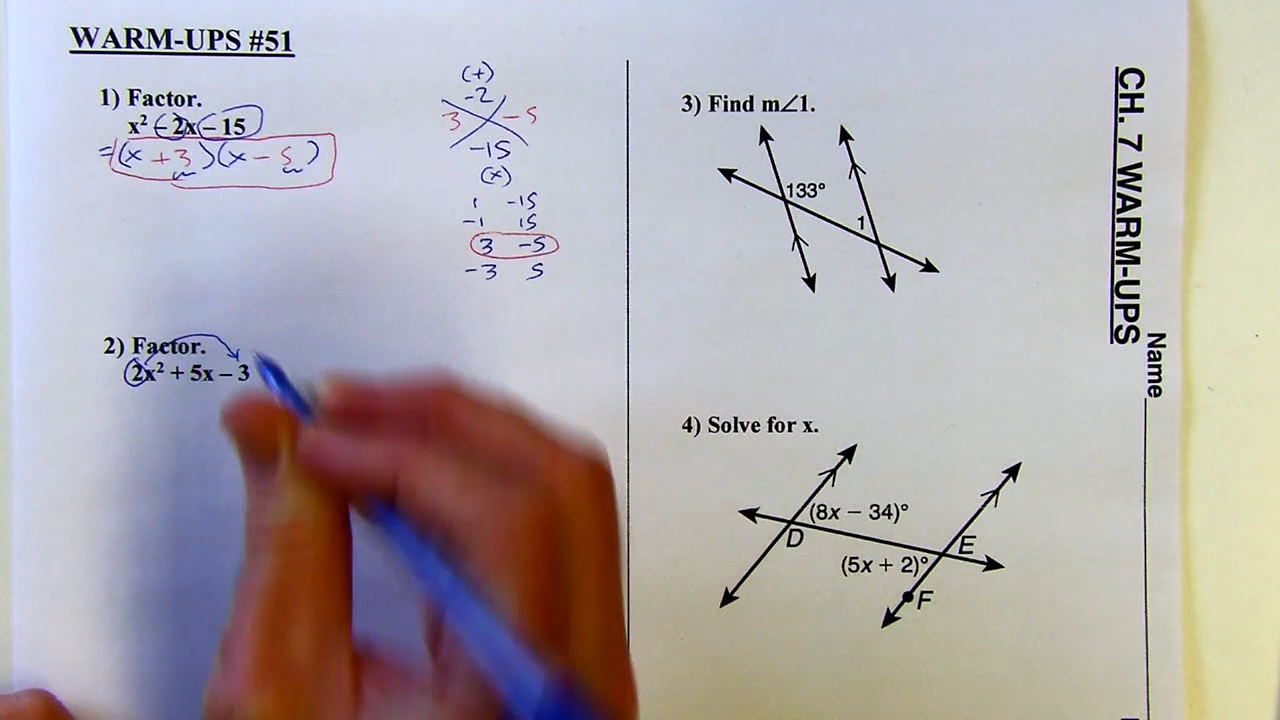 WARM-UPS #51
1) Factor.
x² − 2x − 15
=(x + 3)(x − 5)
(+)
-2
3 -5
-15
(x)
1 -15
-1 15
3 -5
-3 5
2) Factor.
2x² + 5x − 3
3) Find m∠1.
133°
1
4) Solve for x.
(8x − 34)°
D
E
(5x + 2)°
F
CH. 7 WARM-UPS
Name